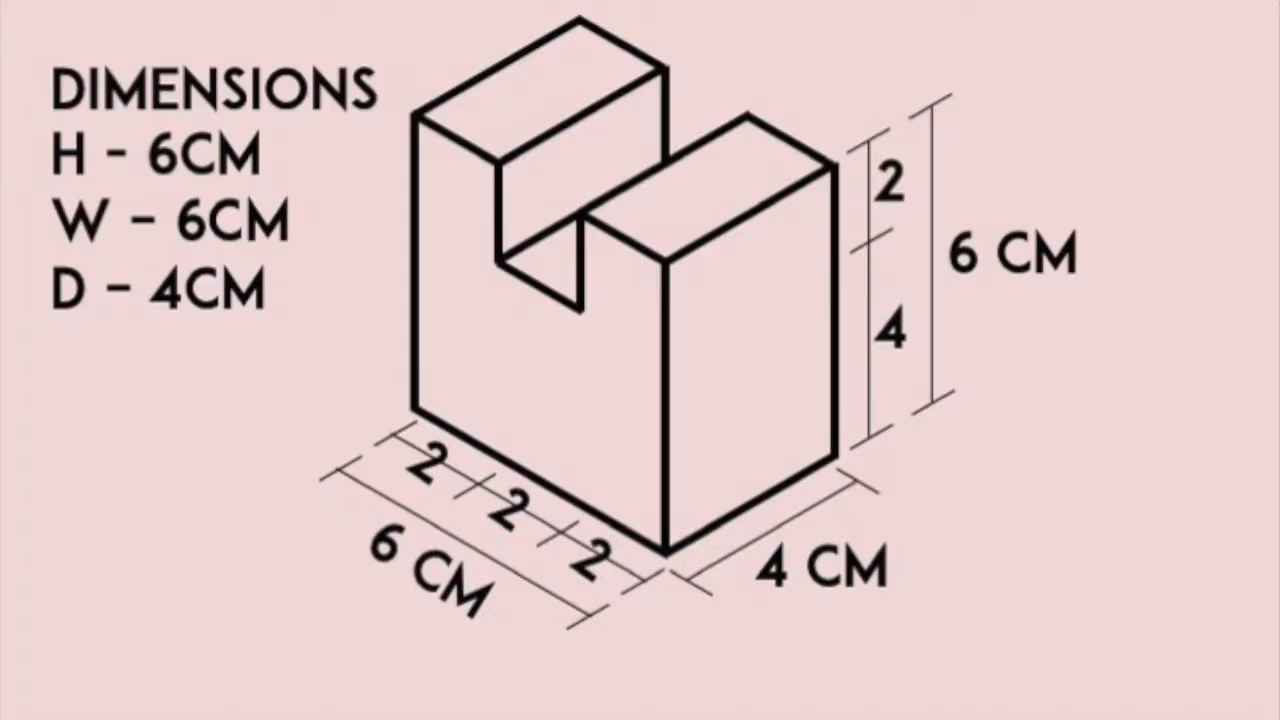 DIMENSIONS
H - 6CM
W - 6CM
D - 4CM
2
6 CM
4
2
2
2
6 CM
4 CM